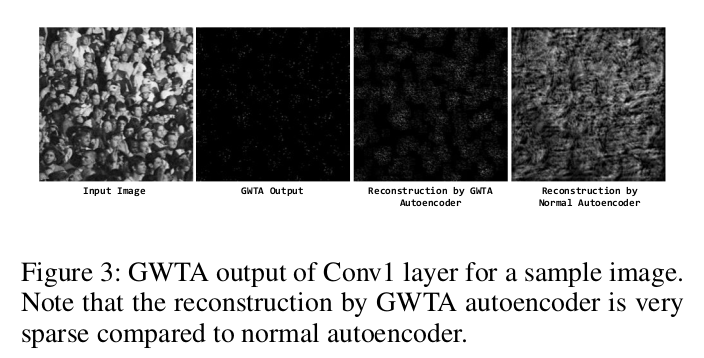 Input Image
GWTA Output
Reconstruction by GWTA
Autoencoder
Reconstruction by
Normal Autoencoder
Figure 3: GWTA output of Conv1 layer for a sample image.
Note that the reconstruction by GWTA autoencoder is very
sparse compared to normal autoencoder.